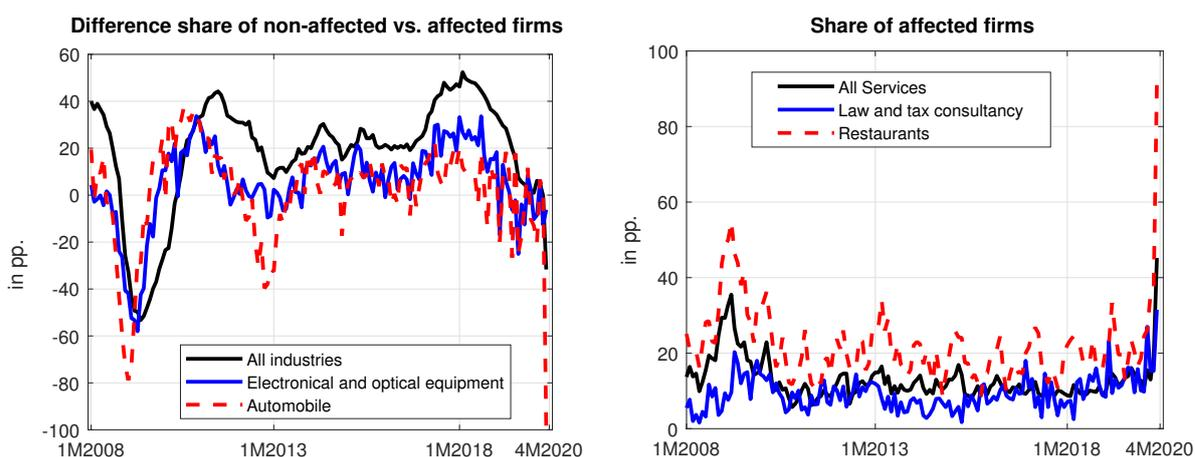 Difference share of non-affected vs. affected firms
60
40
20
0
-20
-40
-60
-80
-100
in pp.
All industries
Electronical and optical equipment
Automobile
1M2008
1M2013
1M2018
4M2020
Share of affected firms
100
80
60
40
20
0
in pp.
All Services
Law and tax consultancy
Restaurants
1M2008
1M2013
1M2018
4M2020